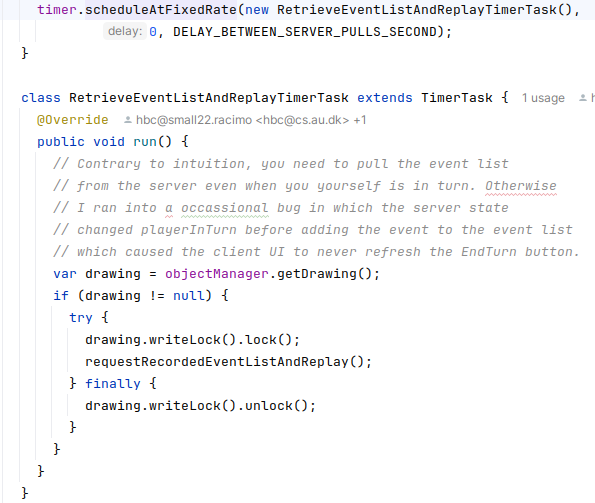 timer.scheduleAtFixedRate(new RetrieveEventListAndReplayTimerTask(),
delay: 0, DELAY_BETWEEN_SERVER_PULLS_SECOND);
}
class RetrieveEventListAndReplayTimerTask extends TimerTask { 1 usage h
@Override hbc@small22.racimo <hbc@cs.au.dk> +1
public void run() {
// Contrary to intuition, you need to pull the event list
// from the server even when you yourself is in turn. Otherwise
// I ran into a occassional bug in which the server state
// changed playerInTurn before adding the event to the event list
// which caused the client UI to never refresh the EndTurn button.
var drawing = objectManager.getDrawing();
if (drawing != null) {
try {
drawing.writeLock().lock();
requestRecordedEventListAndReplay();
} finally {
drawing.writeLock().unlock();
}
}
}
}